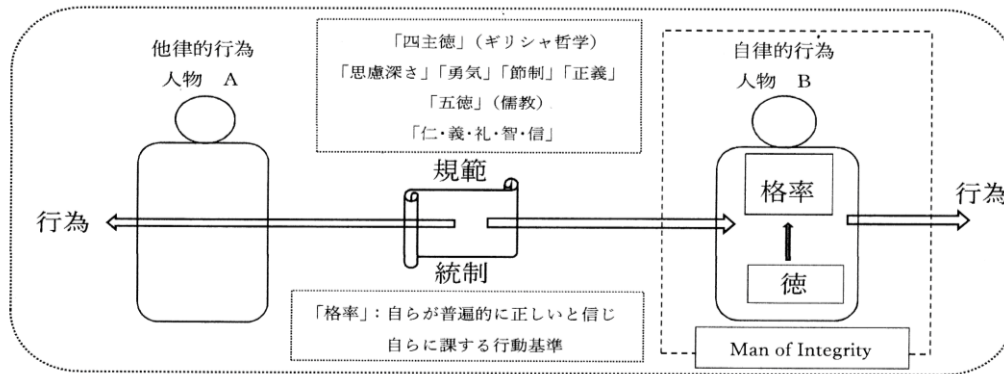 他律的行為
人物 A
「四主徳」（ギリシャ哲学）
「思慮深さ」「勇気」「節制」「正義」
「五徳」（儒教）
「仁・義・礼・智・信」
自律的行為
人物 B
規範
格率
行為
行為
統制
徳
「格率」：自らが普遍的に正しいと信じ
自らに課する行動基準
Man of Integrity